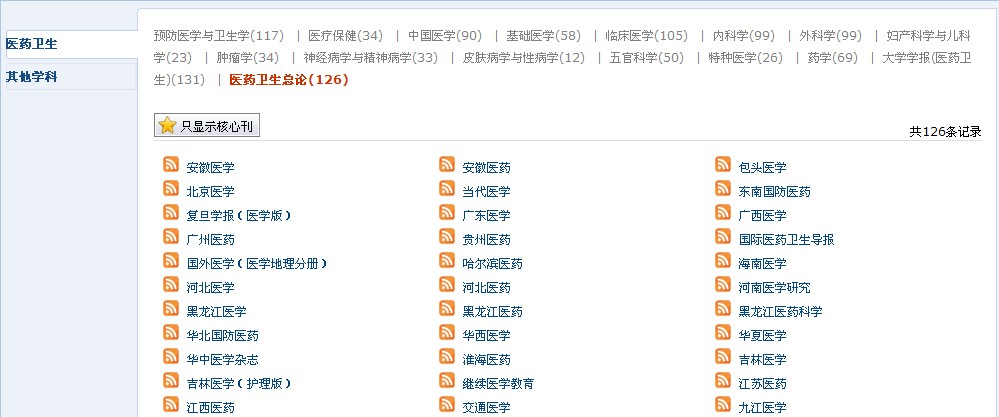 医药卫生
其他学科
预防医学与卫生学(117) | 医疗保健(34) | 中国医学(90) | 基础医学(58) | 临床医学(105) | 内科学(99) | 外科学(99) | 妇产科学与儿科
学(23) | 肿瘤学(34) | 神经病学与精神病学(33) | 皮肤病学与性病学(12) | 五官科学(50) | 特种医学(26) | 药学(69) | 大学学报(医药卫
生)(131) | 医药卫生总论(126)
只显示核心刊
共126条记录
安徽医学 安徽医药 包头医学
北京医学 当代医学 东南国防医药
复旦学报(医学版) 广东医学 广西医学
广州医药 贵州医药 国际医药卫生导报
国外医学(医学地理分册) 哈尔滨医药 海南医学
河北医学 河北医药 河南医学研究
黑龙江医学 黑龙江医药 黑龙江医药科学
华北国防医药 华西医学 华夏医学
华中医学杂志 淮海医药 吉林医学
吉林医学(护理版) 继续医学教育 江苏医药
江西医药 交通医学 九江医学